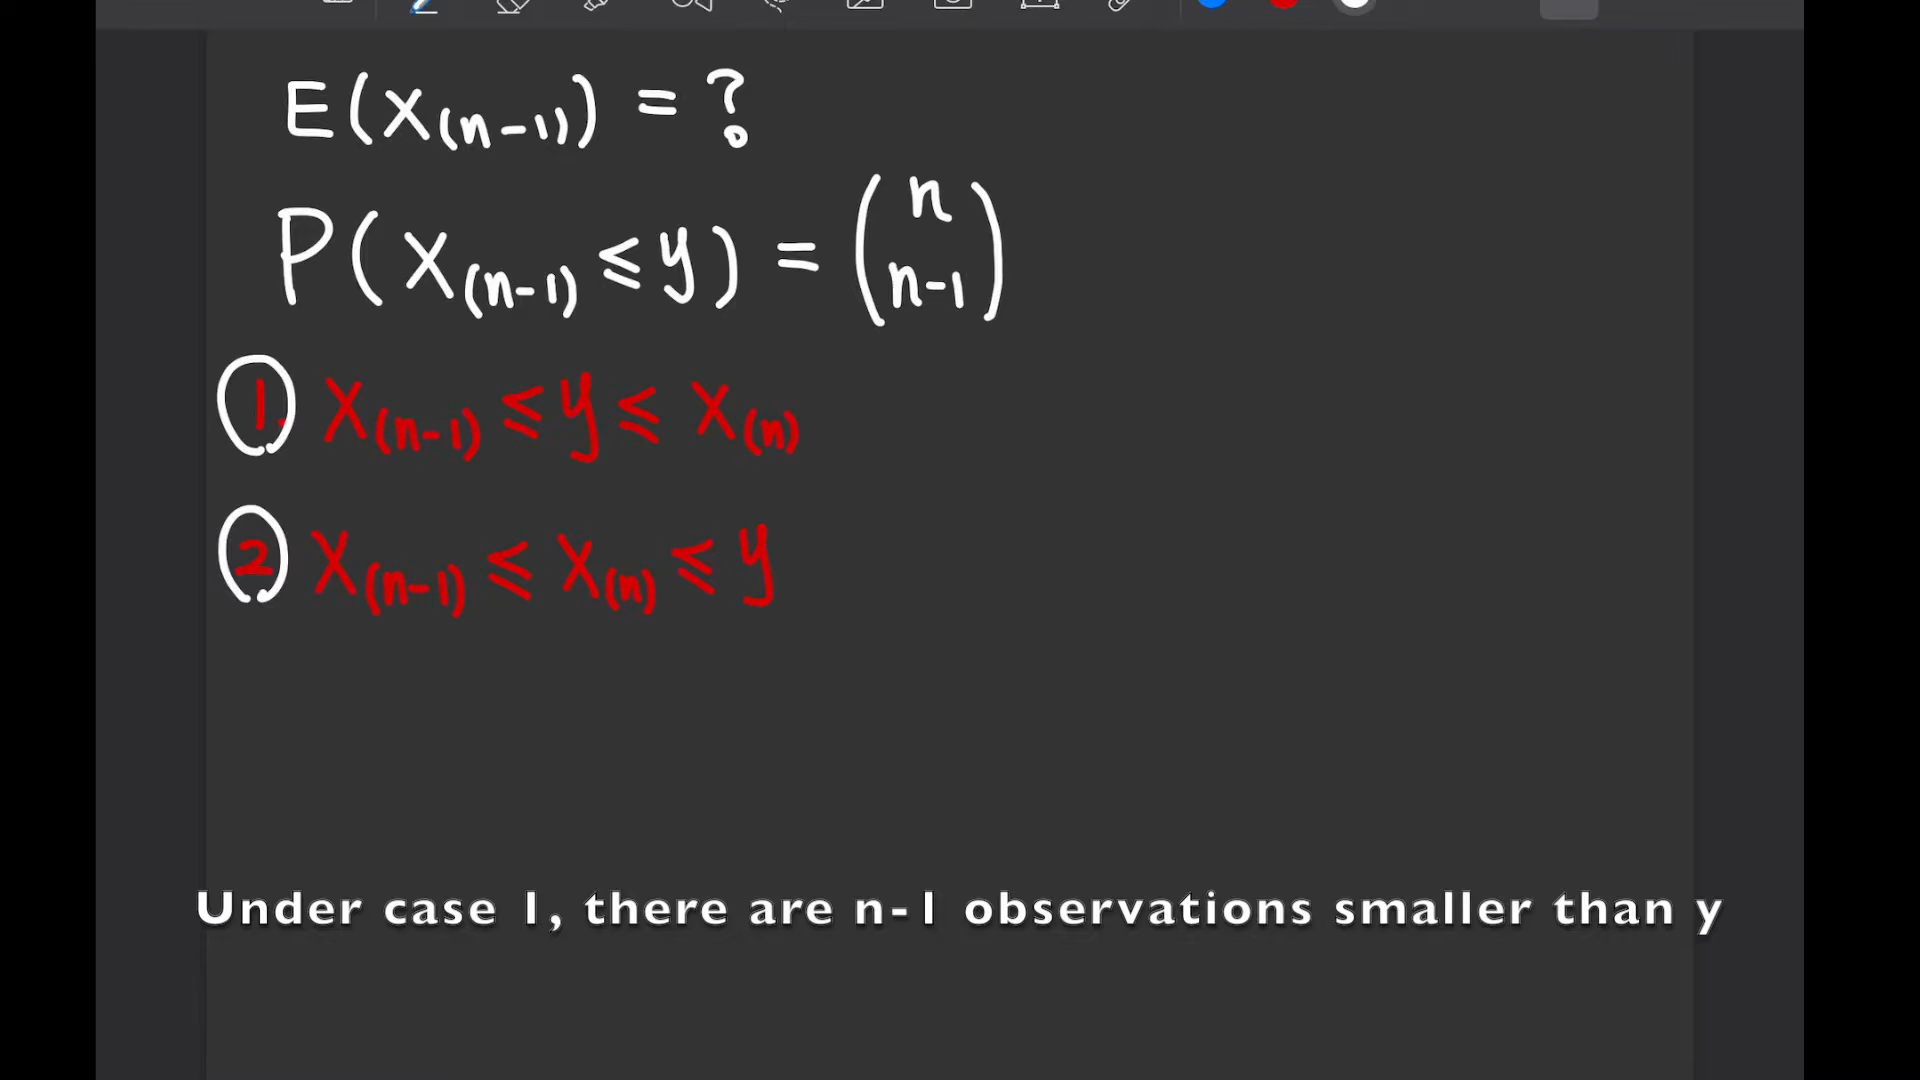 E(X(n-1)) = ?
P(X(n-1) ≤ y) = (n n-1)
1. X(n-1) ≤ y ≤ X(n)
2. X(n-1) ≤ X(n) ≤ y
Under case 1, there are n-1 observations smaller than y